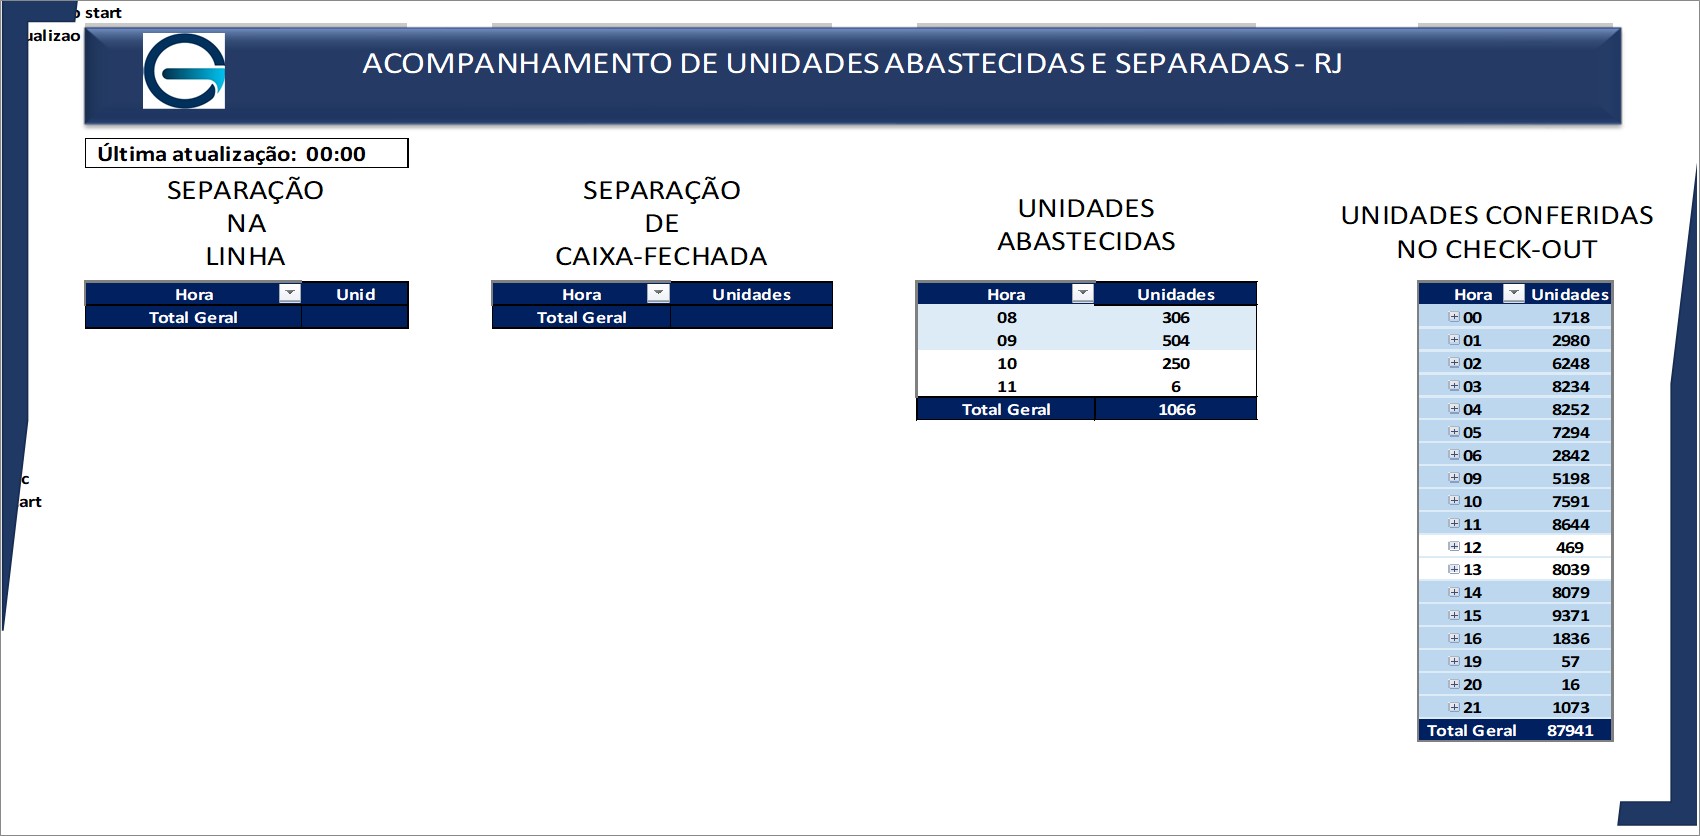 start
ualizao
ACOMPANHAMENTO DE UNIDADES ABASTECIDAS E SEPARADAS - RJ
Última atualização: 00:00
SEPARAÇÃO
NA
LINHA
Hora Unid
Total Geral
SEPARAÇÃO
DE
CAIXA-FECHADA
Hora Unidades
Total Geral
UNIDADES
ABASTECIDAS
Hora Unidades
08 306
09 504
10 250
11 6
Total Geral 1066
UNIDADES CONFERIDAS
NO CHECK-OUT
Hora Unidades
00 1718
01 2980
02 6248
03 8234
04 8252
05 7294
06 2842
09 5198
10 7591
11 8644
12 469
13 8039
14 8079
15 9371
16 1836
19 57
20 16
21 1073
Total Geral 87941
c
art